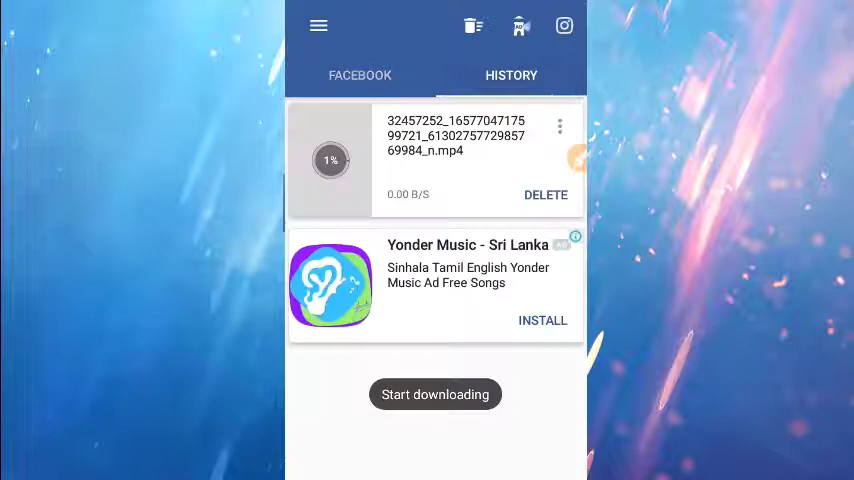 FACEBOOK
HISTORY
32457252_16577047175
99721_61302757729857
69984_n.mp4
1%
0.00 B/S
DELETE
Yonder Music - Sri Lanka AD
Sinhala Tamil English Yonder
Music Ad Free Songs
INSTALL
Start downloading